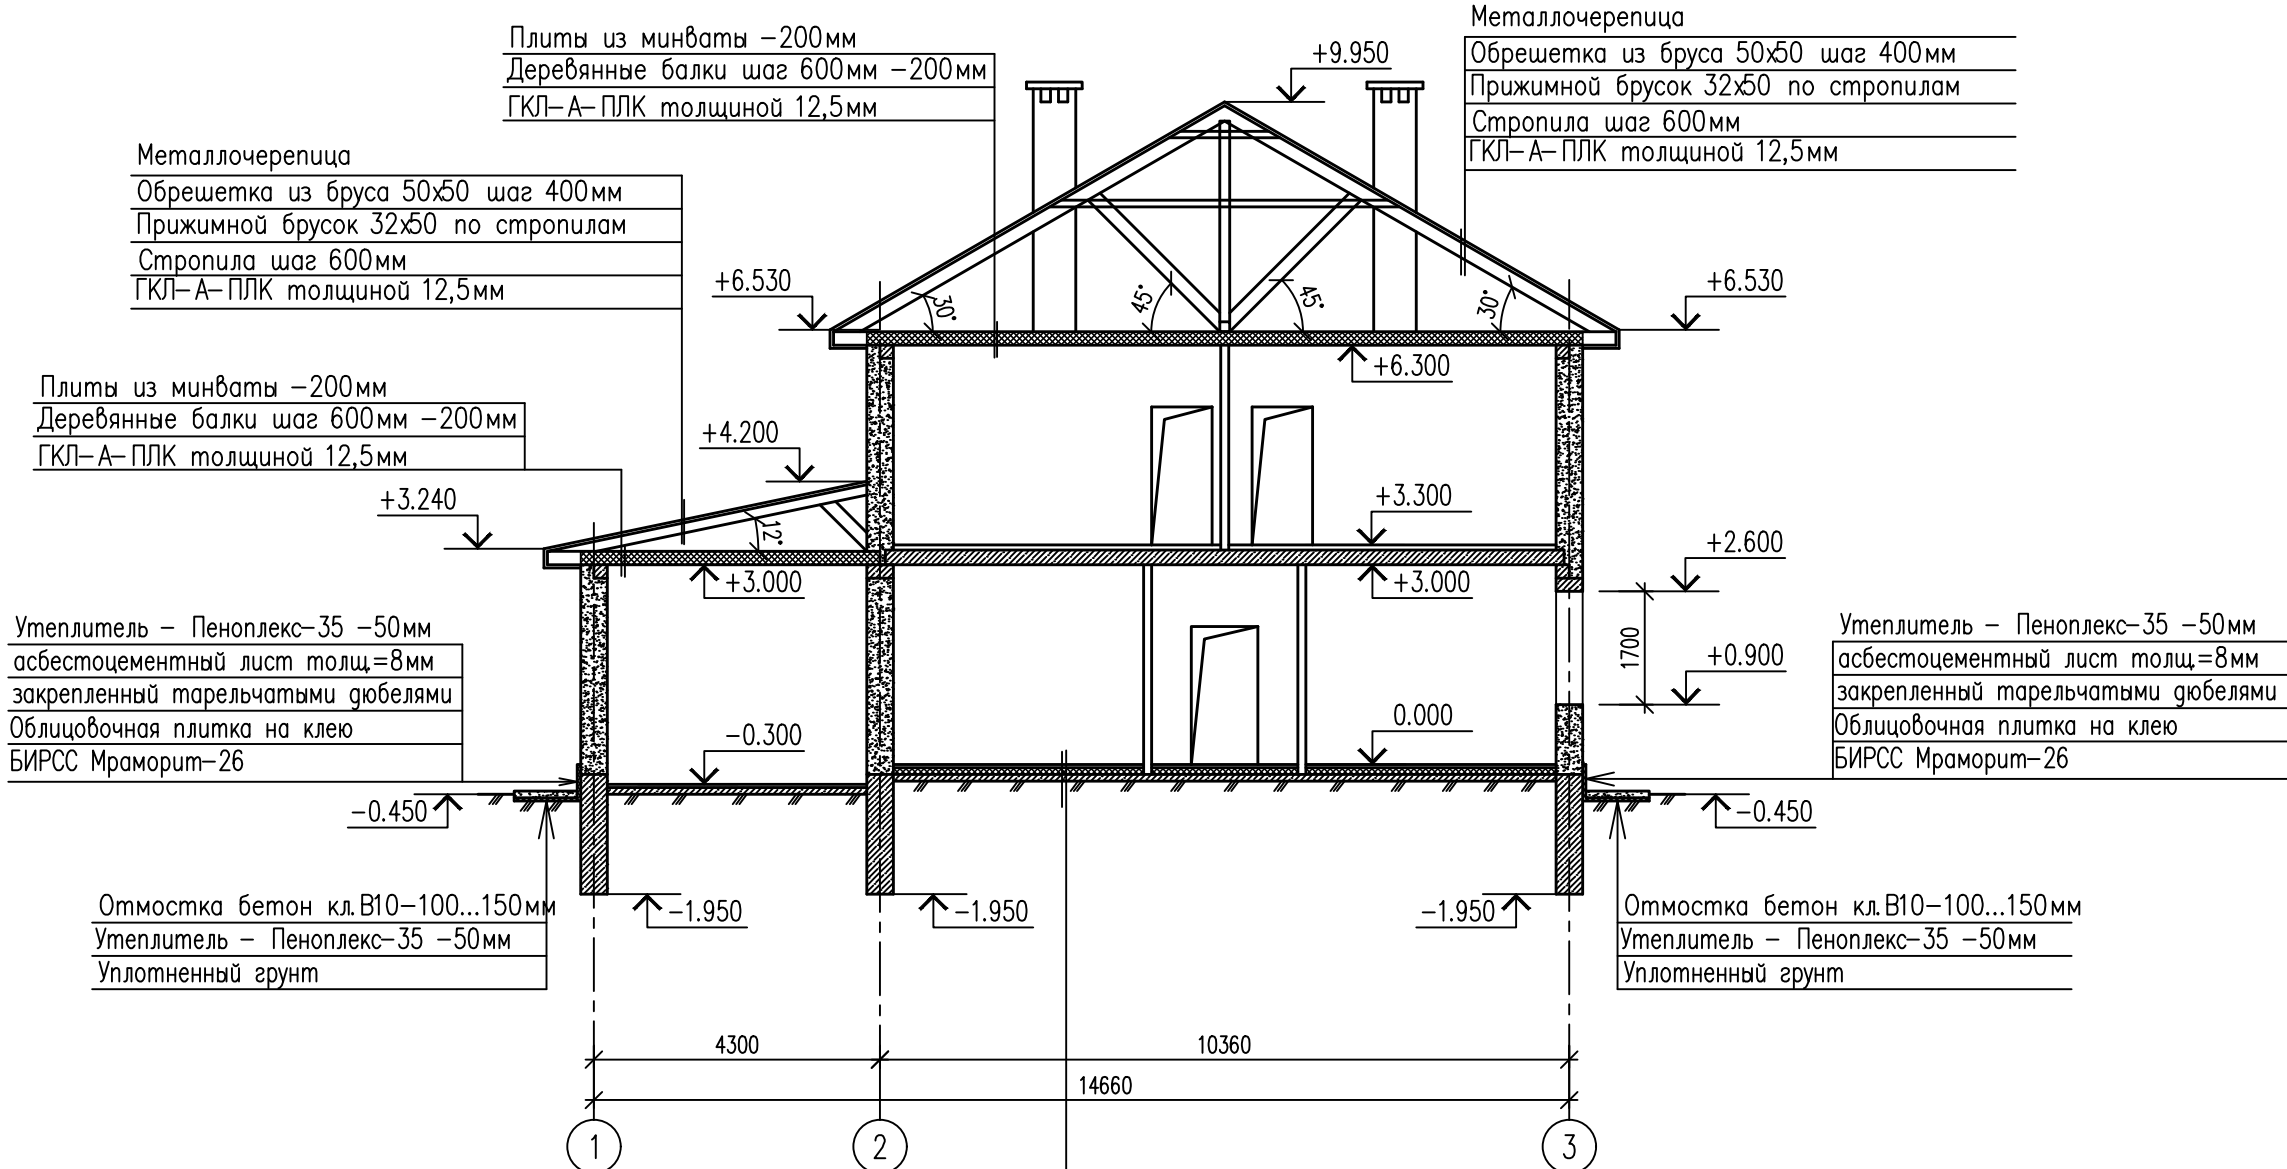 Плиты из минваты -200мм
Деревянные балки шаг 600мм -200мм
ГКЛ-А-ПЛК толщиной 12,5мм
Металлочерепица
Обрешетка из бруса 50х50 шаг 400мм
Прижимной брусок 32х50 по стропилам
Стропила шаг 600мм
ГКЛ-А-ПЛК толщиной 12,5мм
+9.950
Металлочерепица
Обрешетка из бруса 50х50 шаг 400мм
Прижимной брусок 32х50 по стропилам
Стропила шаг 600мм
ГКЛ-А-ПЛК толщиной 12,5мм
+6.530
30°
45°
45°
30°
+6.530
+6.300
Плиты из минваты -200мм
Деревянные балки шаг 600мм -200мм
ГКЛ-А-ПЛК толщиной 12,5мм
+4.200
+3.240
12°
+3.300
+2.600
+3.000
+3.000
1700
+0.900
Утеплитель - Пеноплекс-35 -50мм
асбестоцементный лист толщ.=8мм
закрепленный тарельчатыми дюбелями
Облицовочная плитка на клею
БИРСС Мраморит-26
Утеплитель - Пеноплекс-35 -50мм
асбестоцементный лист толщ.=8мм
закрепленный тарельчатыми дюбелями
Облицовочная плитка на клею
БИРСС Мраморит-26
-0.300
0.000
-0.450
-0.450
Отмостка бетон кл.В10-100...150мм
Утеплитель - Пеноплекс-35 -50мм
Уплотненный грунт
-1.950
-1.950
-1.950
Отмостка бетон кл.В10-100...150мм
Утеплитель - Пеноплекс-35 -50мм
Уплотненный грунт
4300
10360
14660
1
2
3